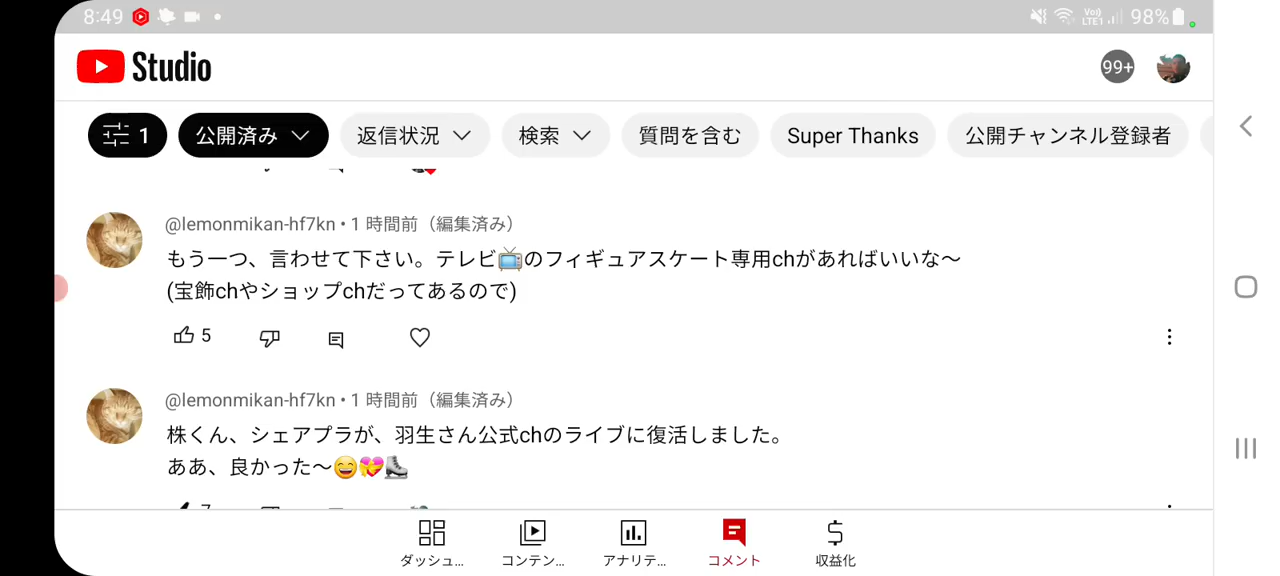 8:49
Vo)) LTE1 98%
Studio
99+
1 公開済み 返信状況 検索 質問を含む Super Thanks 公開チャンネル登録者
@lemonmikan-hf7kn • 1 時間前（編集済み）
もう一つ、言わせて下さい。テレビ📺のフィギュアスケート専用chがあればいいな〜
(宝飾chやショップchだってあるので)
5
@lemonmikan-hf7kn • 1 時間前（編集済み）
株くん、シェアプラが、羽生さん公式chのライブに復活しました。
ああ、良かった〜😄💝⛸️
ダッシュ... コンテン... アナリテ... コメント 収益化